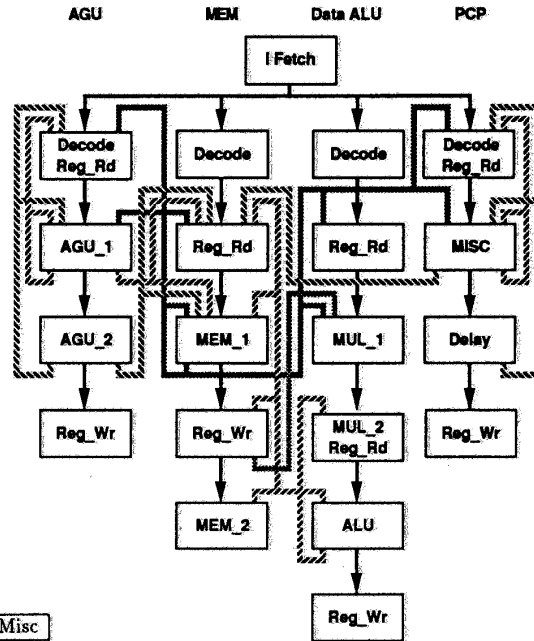 AGU MEM Data ALU PCP
I Fetch
Decode
Reg_Rd
Decode
Decode
Decode
Reg_Rd
AGU_1
Reg_Rd
Reg_Rd
MISC
AGU_2
MEM_1
MUL_1
Delay
Reg_Wr
Reg_Wr
MUL_2
Reg_Rd
Reg_Wr
MEM_2
ALU
Reg_Wr
Misc